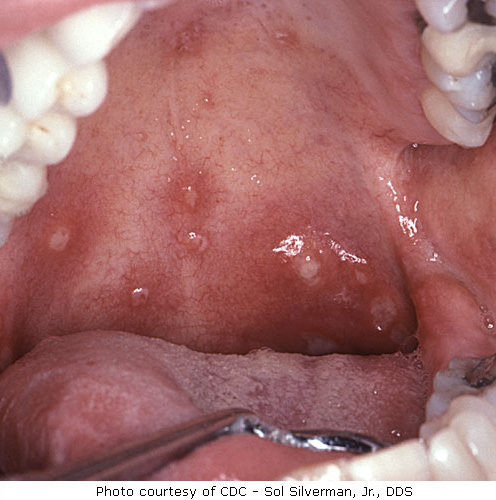 Photo courtesy of CDC – Sol Silverman, Jr., DDS